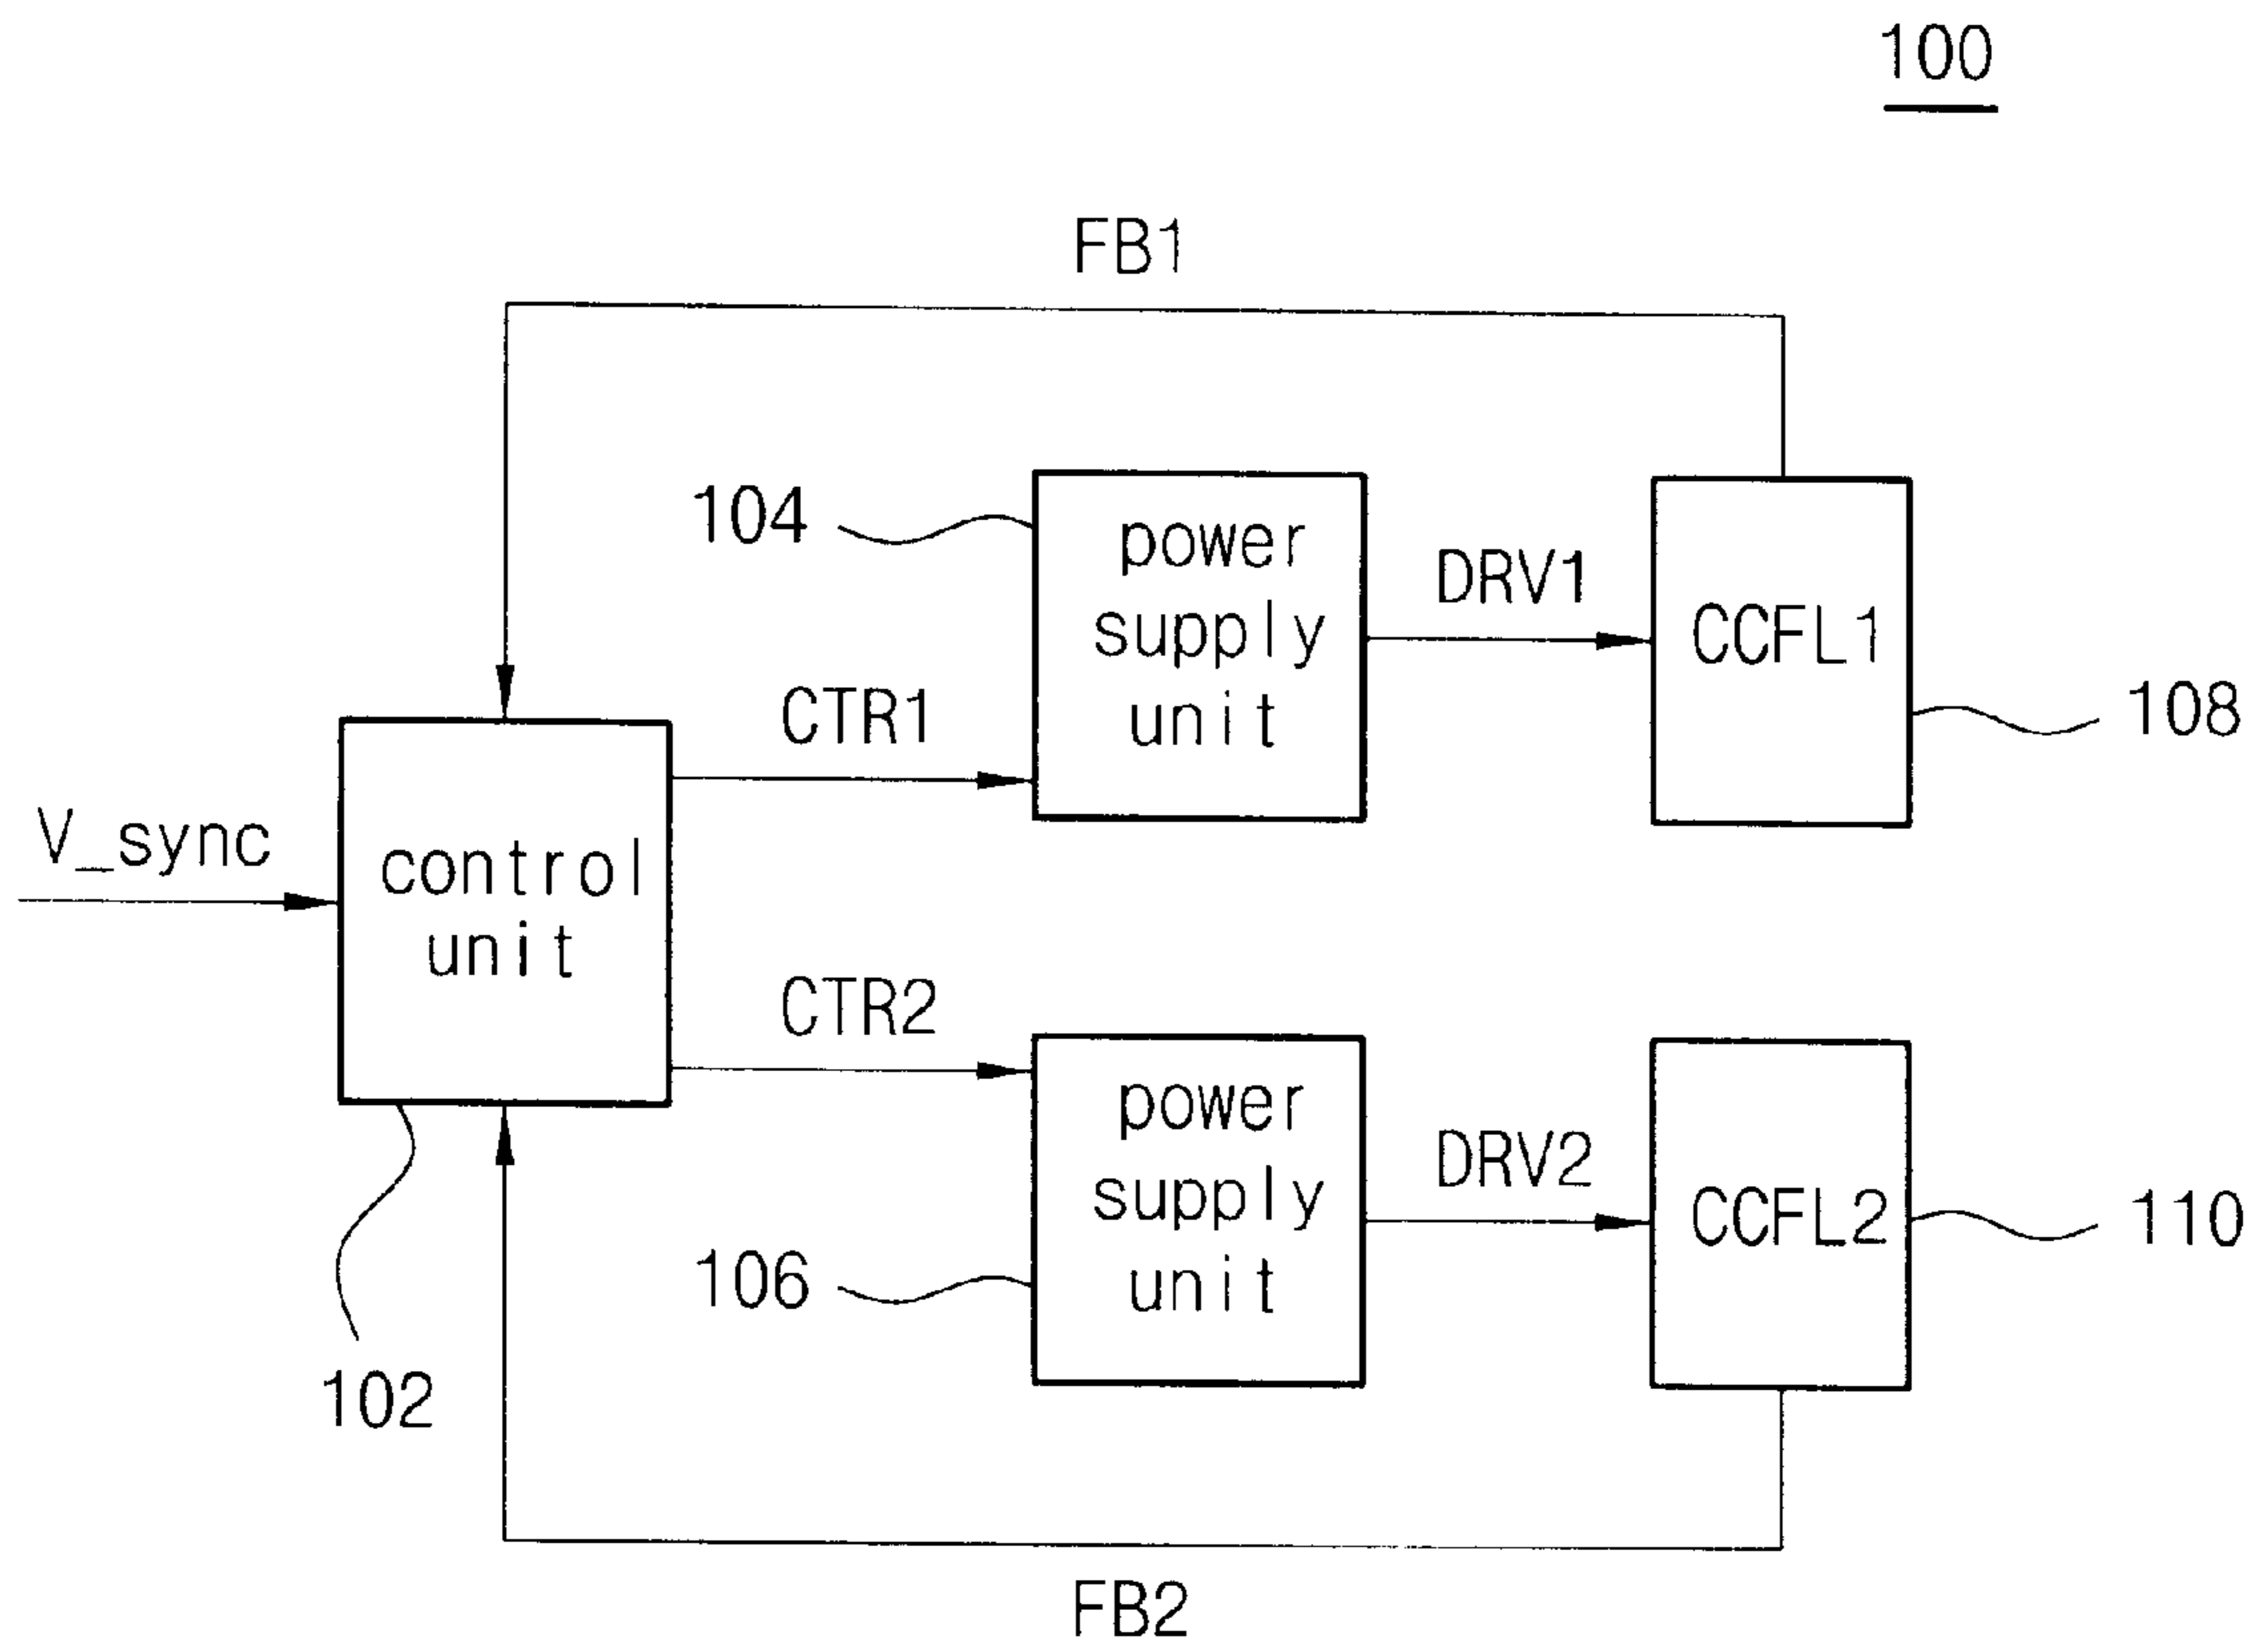 100
FB1
104
power
supply
unit
DRV1
CCFL1
108
CTR1
V_sync
control
unit
CTR2
power
supply
unit
DRV2
CCFL2
110
106
102
FB2